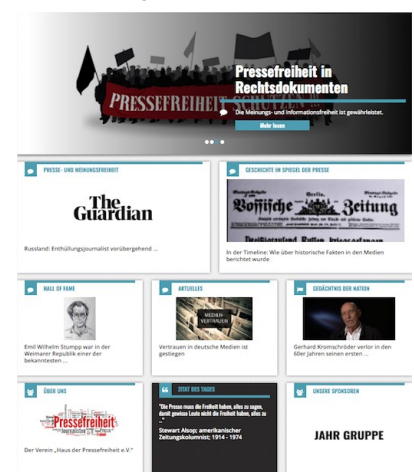 Pressefreiheit in
Rechtsdokumenten
PRESSEFREIHEIT SCHÜTZEN
Die Meinungs- und Informationsfreiheit ist gewährleistet.
Mehr lesen
PRESSE- UND MEINUNGSFREIHEIT
The
Guardian
Russland: Enthüllungsjournalist vorübergehend ...
GESCHICHTE IM SPIEGEL DER PRESSE
Berlin.
Vossische Zeitung
In der Timeline: Wie über historische Fakten in den Medien
berichtet wurde
HALL OF FAME
Emil Wilhelm Stumpp war in der
Weimarer Republik einer der
bekanntesten ...
AKTUELLES
MEDIEN-
VERTRAUEN
Vertrauen in deutsche Medien ist
gestiegen
GEDÄCHTNIS DER NATION
Gerhard Kromschröder verlor in den
60er Jahren seinen ersten ...
ÜBER UNS
Pressefreiheit
Der Verein „Haus der Pressefreiheit e.V."
ZITAT DES TAGES
"Die Presse muss die Freiheit haben, alles zu sagen,
damit gewisse Leute nicht die Freiheit haben, alles zu
..."
Stewart Alsop; amerikanischer
Zeitungskolumnist; 1914 - 1974
UNSERE SPONSOREN
JAHR GRUPPE